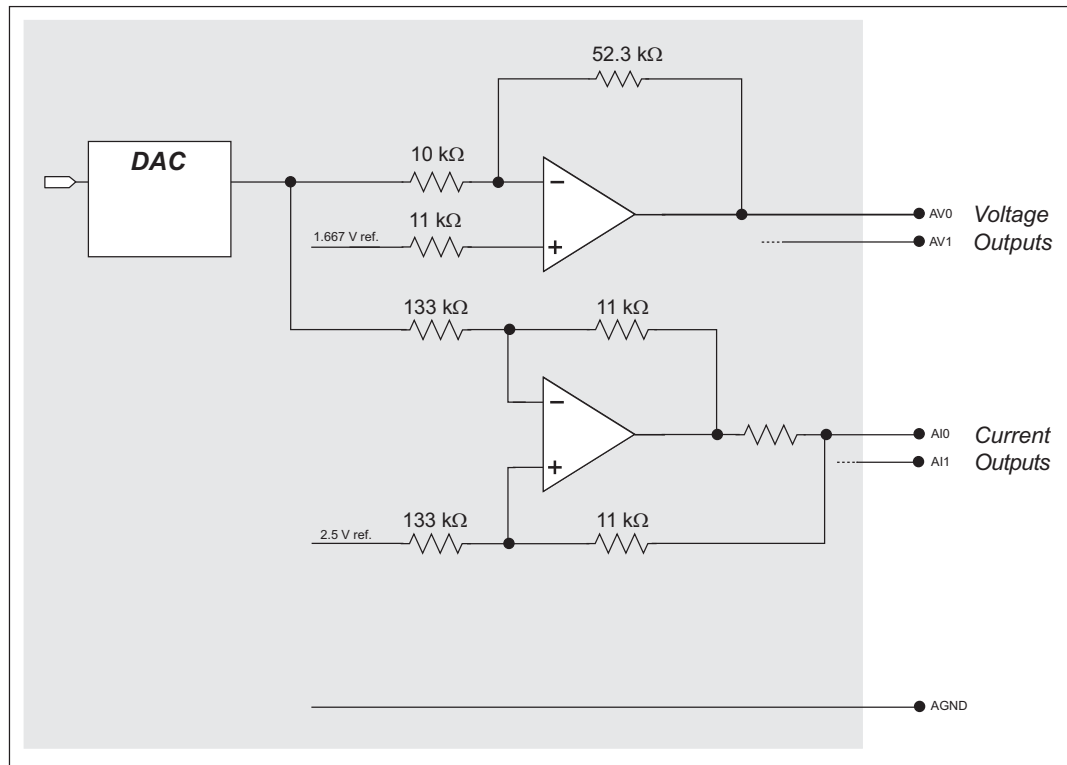 52.3 kΩ
DAC
10 kΩ
−
AV0 Voltage
1.667 V ref.
11 kΩ
+
AV1 Outputs
133 kΩ
11 kΩ
−
AI0 Current
+
AI1 Outputs
133 kΩ
11 kΩ
2.5 V ref.
AGND